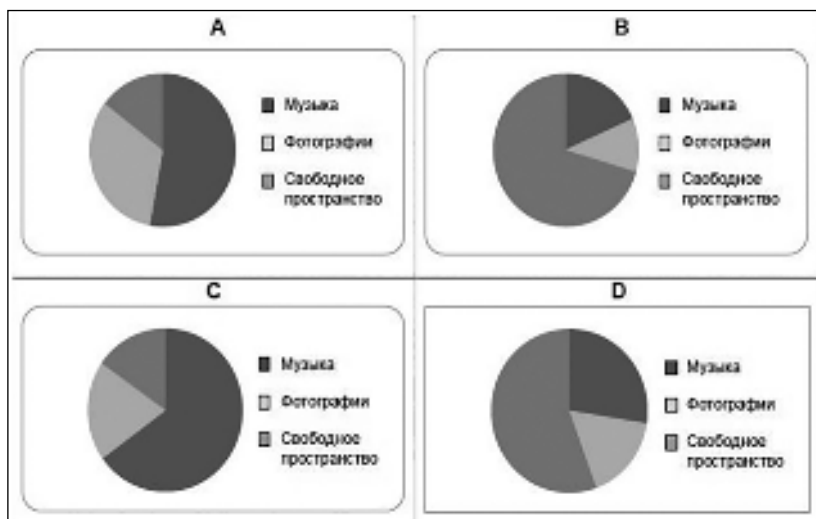 A
Музыка
Фотографии
Свободное
пространство
B
Музыка
Фотографии
Свободное
пространство
C
Музыка
Фотографии
Свободное
пространство
D
Музыка
Фотографии
Свободное
пространство